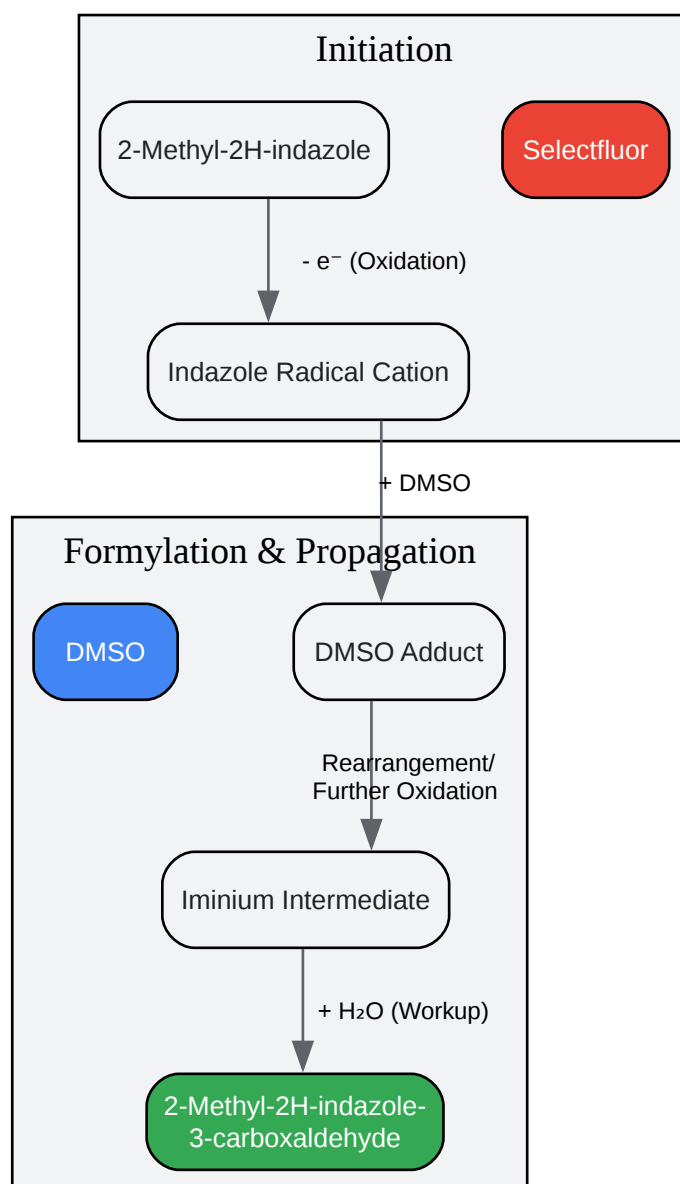 Initiation
2-Methyl-2H-indazole
Selectfluor
- e⁻ (Oxidation)
Indazole Radical Cation
+ DMSO
Formylation & Propagation
DMSO
DMSO Adduct
Rearrangement/
Further Oxidation
Iminium Intermediate
+ H₂O (Workup)
2-Methyl-2H-indazole-
3-carboxaldehyde